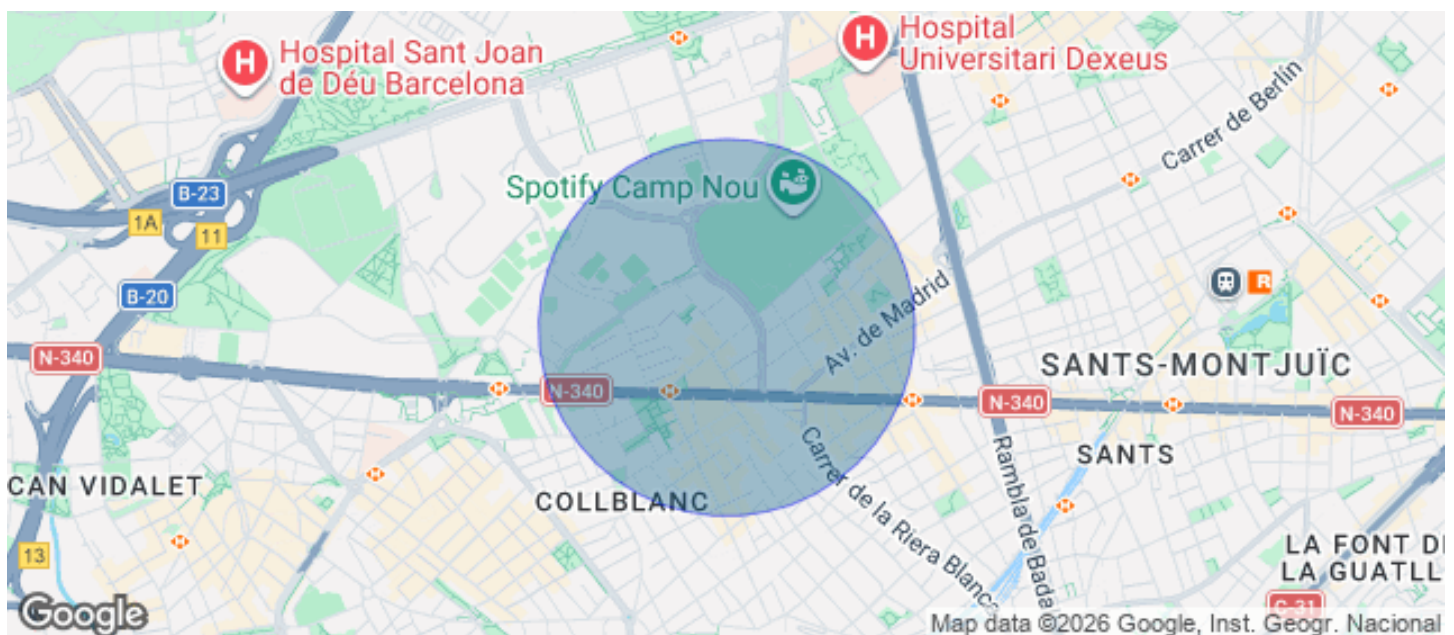 Hospital Sant Joan
de Déu Barcelona
Hospital
Universitari Dexeus
Carrer de Berlín
Spotify Camp Nou
B-23
1A
11
B-20
Av. de Madrid
R
N-340
N-340
N-340
N-340
SANTS-MONTJUÏC
SANTS
CAN VIDALET
COLLBLANC
Carrer de la Riera Blanca
Rambla de Bada
13
LA FONT D
LA GUATLL
C-31
Google
Map data ©2026 Google, Inst. Geogr. Nacional